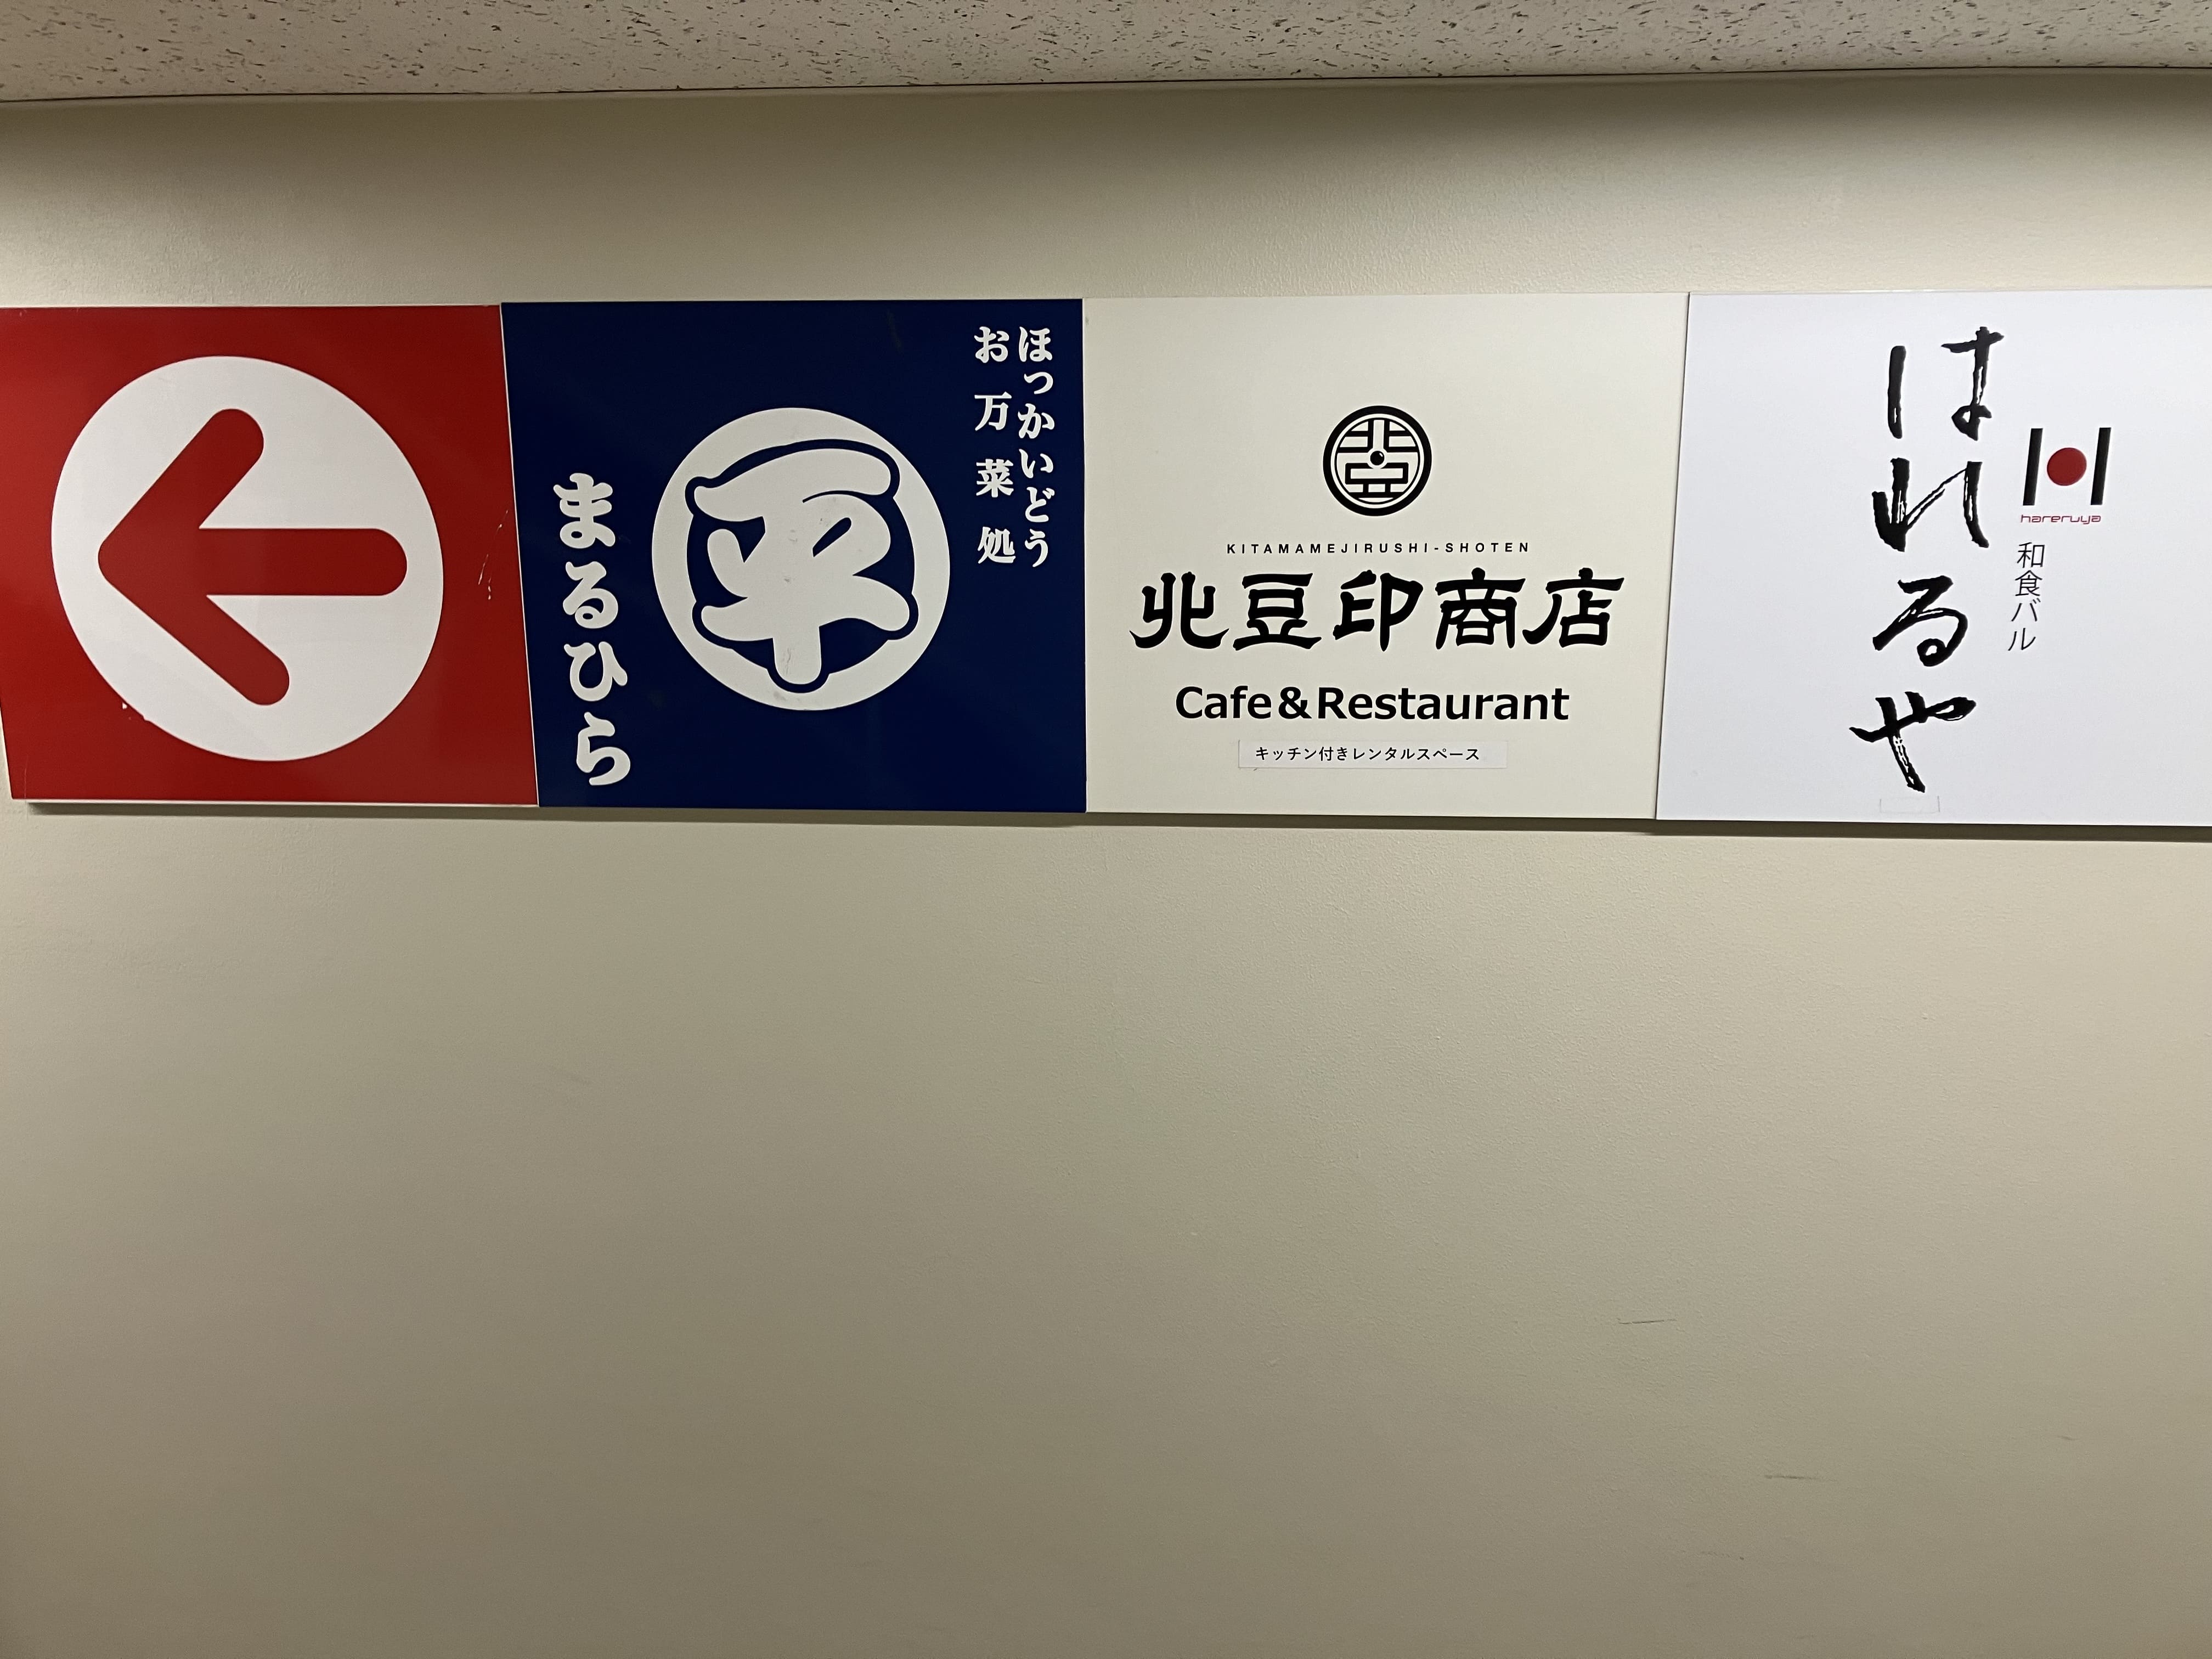 ほっかいどう
お万菜処
平
まるひら
KITAMAMEJIRUSHI-SHOTEN
北豆印商店
Cafe&Restaurant
キッチン付きレンタルスペース
hareruya
和食バル
はれるや